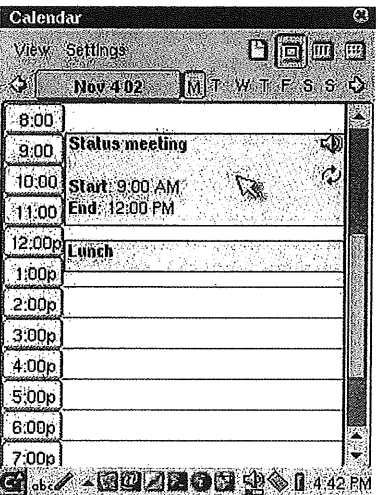 Calendar
View Settings
Nov 4 02 M T W T F S S
8:00
9:00 Status meeting
10:00 Start: 9:00 AM
11:00 End: 12:00 PM
12:00p Lunch
1:00p
2:00p
3:00p
4:00p
5:00p
6:00p
7:00p
abc 4:42 PM